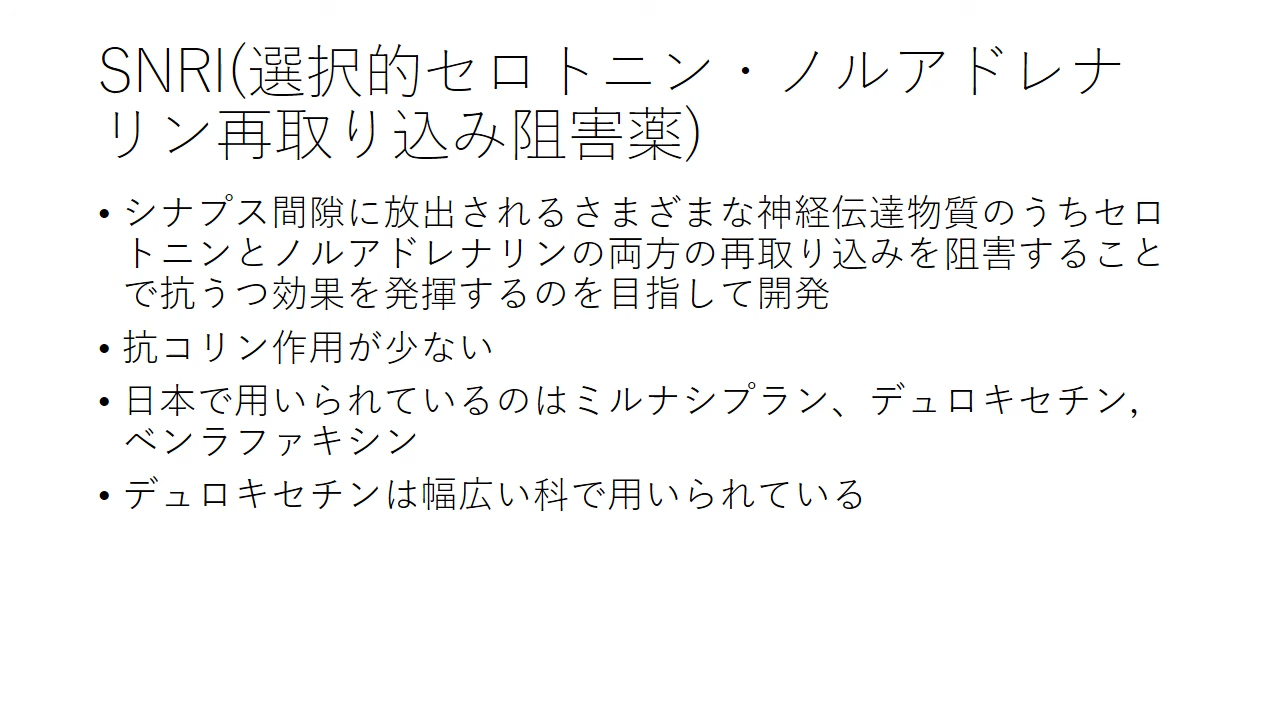 SNRI(選択的セロトニン・ノルアドレナ
リン再取り込み阻害薬)
• シナプス間隙に放出されるさまざまな神経伝達物質のうちセロ
トニンとノルアドレナリンの両方の再取り込みを阻害すること
で抗うつ効果を発揮するのを目指して開発
• 抗コリン作用が少ない
• 日本で用いられているのはミルナシプラン、デュロキセチン,
ベンラファキシン
• デュロキセチンは幅広い科で用いられている